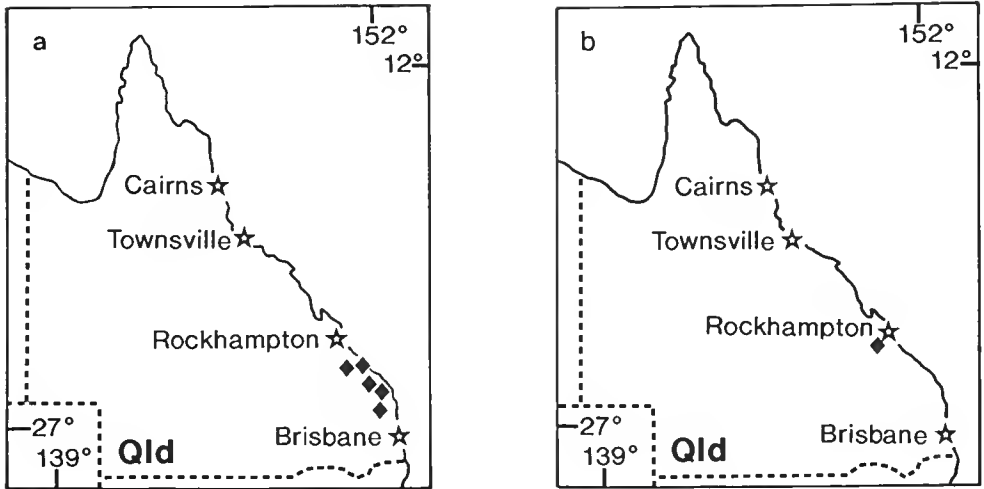 a
152°
12°
Cairns
Townsville
Rockhampton
27°
139°
Qld
Brisbane
b
152°
12°
Cairns
Townsville
Rockhampton
27°
139°
Qld
Brisbane